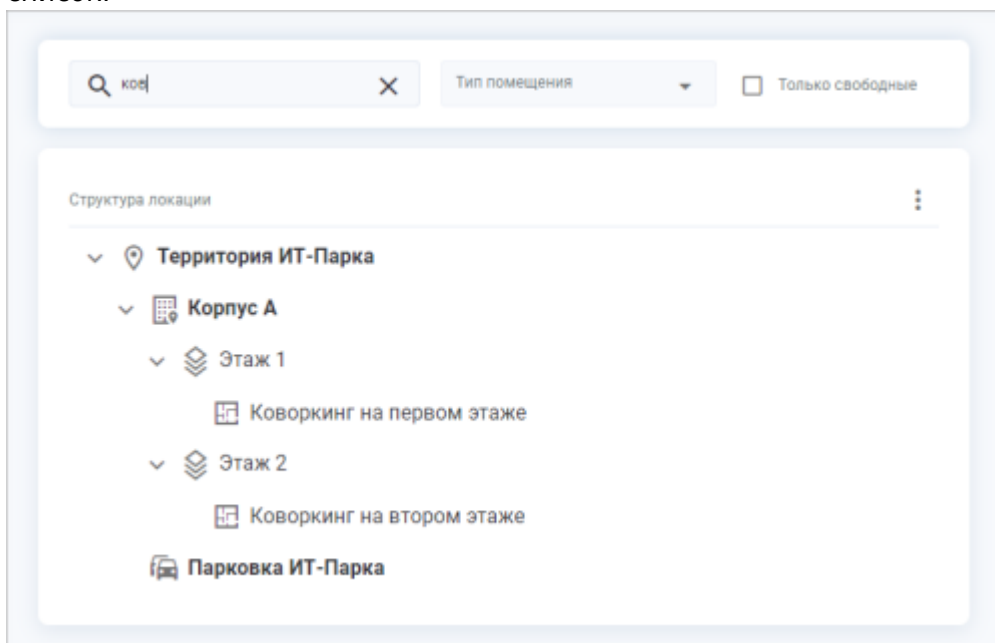 ков
Тип помещения
Только свободные
Структура локации
Территория ИТ-Парка
Корпус А
Этаж 1
Коворкинг на первом этаже
Этаж 2
Коворкинг на втором этаже
Парковка ИТ-Парка